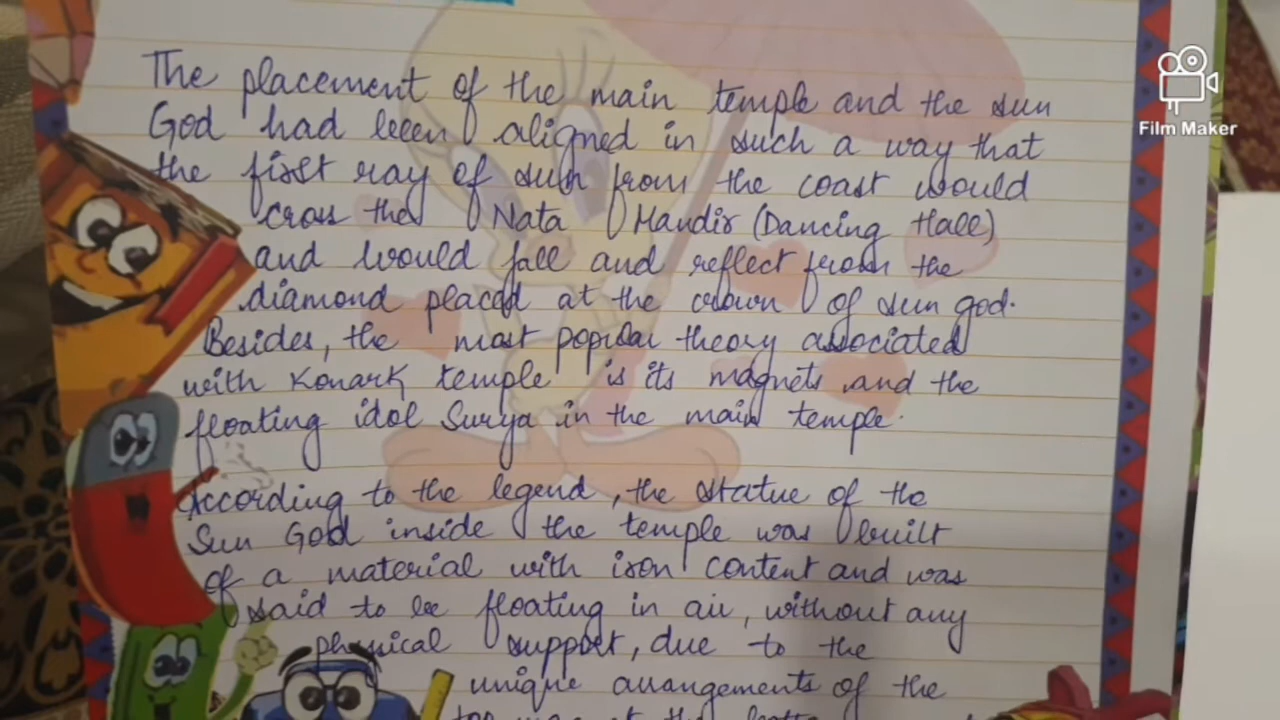 The placement of the main temple and the sun
God had been aligned in such a way that
the first ray of sun from the coast would
cross the Nata Mandir (Dancing Hall)
and would fall and reflect from the
diamond placed at the crown of sun god.
Besides, the most popular theory associated
with Konark temple is its magnets and the
floating idol Surya in the main temple.
According to the legend, the statue of the
Sun God inside the temple was built
of a material with iron content and was
said to be floating in air, without any
physical support, due to the
unique arrangements of the
Film Maker